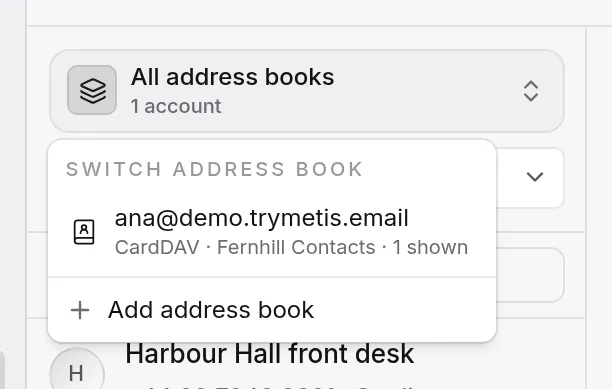 All address books
1 account
SWITCH ADDRESS BOOK
ana@demo.trymetis.email
CardDAV · Fernhill Contacts · 1 shown
Add address book
Harbour Hall front desk
H